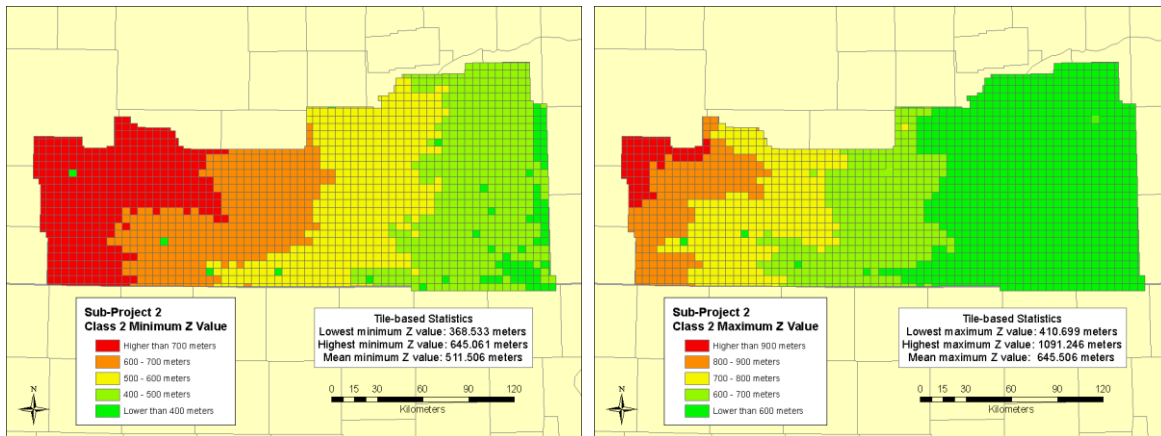 Sub-Project 2
Class 2 Minimum Z Value
Higher than 700 meters
600 - 700 meters
500 - 600 meters
400 - 500 meters
Lower than 400 meters
Tile-based Statistics
Lowest minimum Z value: 368.533 meters
Highest minimum Z value: 645.061 meters
Mean minimum Z value: 511.506 meters
N
0 15 30 60 90 120
Kilometers
Sub-Project 2
Class 2 Maximum Z Value
Higher than 900 meters
800 - 900 meters
700 - 800 meters
600 - 700 meters
Lower than 600 meters
Tile-based Statistics
Lowest maximum Z value: 410.699 meters
Highest maximum Z value: 1091.246 meters
Mean maximum Z value: 645.506 meters
N
0 15 30 60 90 120
Kilometers